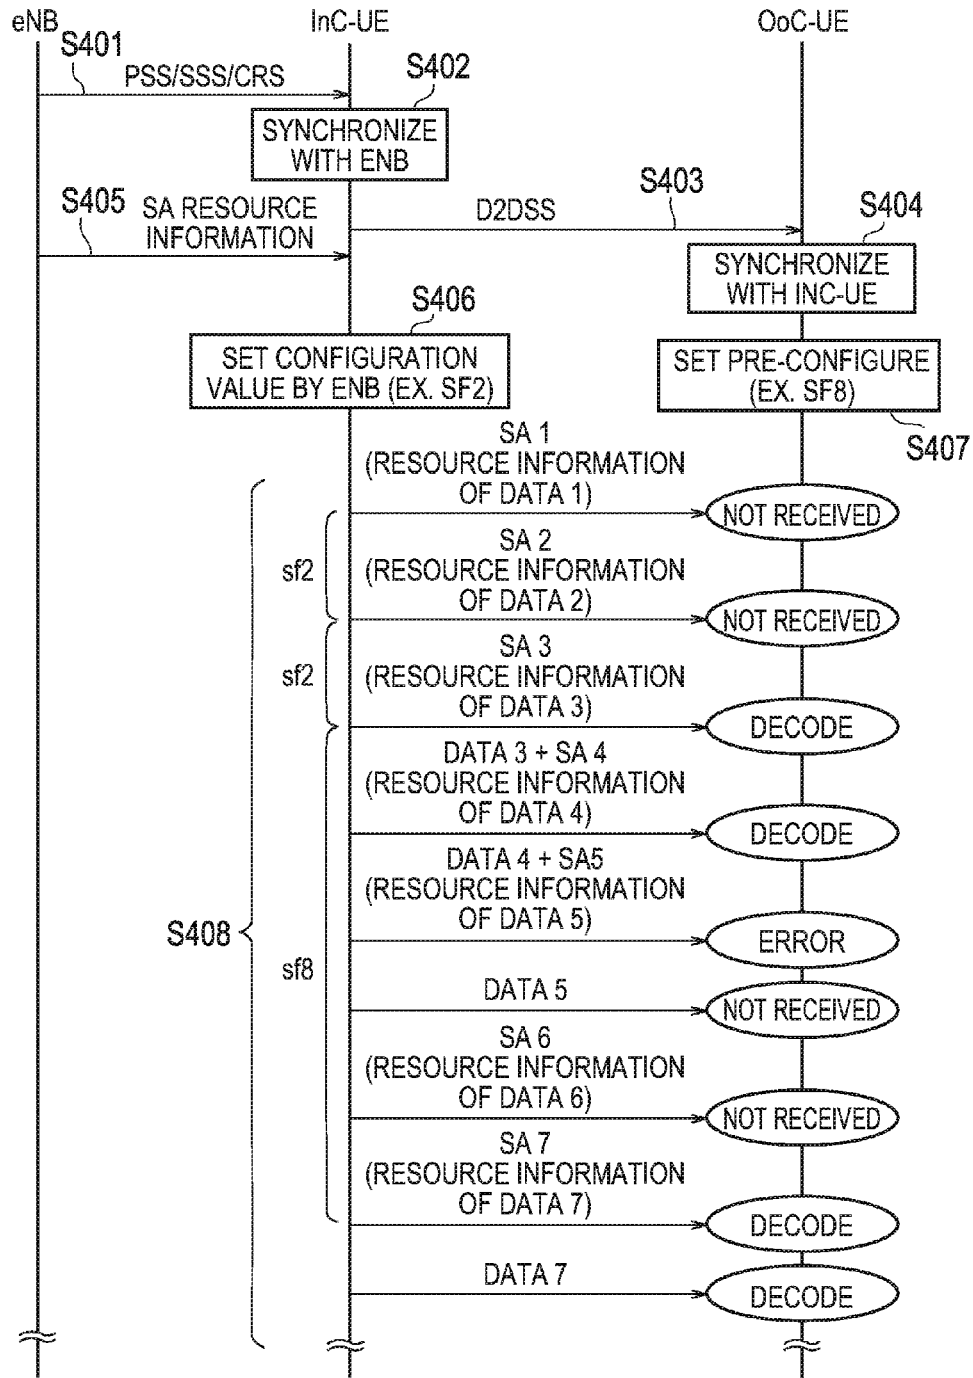 eNB
InC-UE
OoC-UE
S401
PSS/SSS/CRS
S402
SYNCHRONIZE
WITH ENB
S403
D2DSS
S404
SYNCHRONIZE
WITH INC-UE
S405
SA RESOURCE
INFORMATION
S406
SET CONFIGURATION
VALUE BY ENB (EX. SF2)
SET PRE-CONFIGURE
(EX. SF8)
S407
SA 1
(RESOURCE INFORMATION
OF DATA 1)
NOT RECEIVED
sf2
SA 2
(RESOURCE INFORMATION
OF DATA 2)
NOT RECEIVED
sf2
SA 3
(RESOURCE INFORMATION
OF DATA 3)
DECODE
DATA 3 + SA 4
(RESOURCE INFORMATION
OF DATA 4)
DECODE
DATA 4 + SA5
(RESOURCE INFORMATION
OF DATA 5)
ERROR
S408
sf8
DATA 5
NOT RECEIVED
SA 6
(RESOURCE INFORMATION
OF DATA 6)
NOT RECEIVED
SA 7
(RESOURCE INFORMATION
OF DATA 7)
DECODE
DATA 7
DECODE